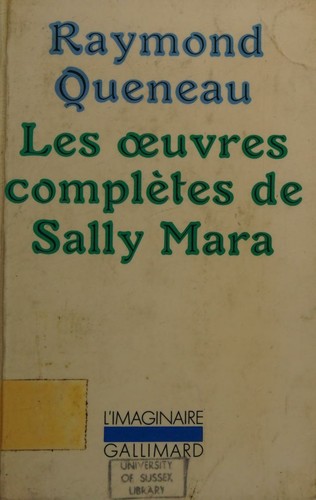 Raymond
Queneau
Les œuvres
complètes de
Sally Mara
L'IMAGINAIRE
GALLIMARD
UNIVERSITY
OF SUSSEX
LIBRARY